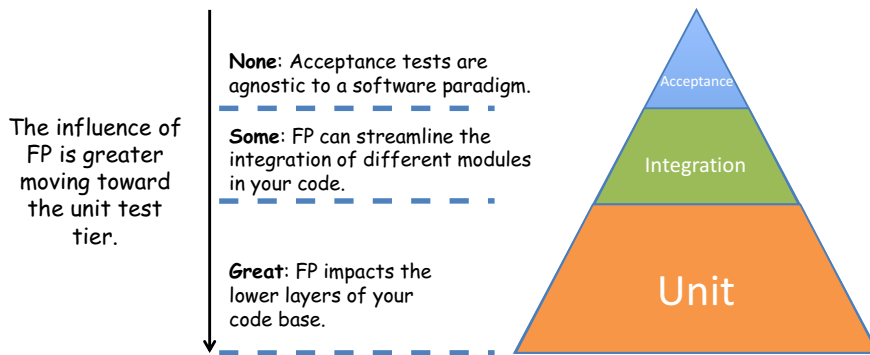 The influence of
FP is greater
moving toward
the unit test
tier.
None: Acceptance tests are
agnostic to a software paradigm.
Some: FP can streamline the
integration of different modules
in your code.
Great: FP impacts the
lower layers of your
code base.
Acceptance
Integration
Unit